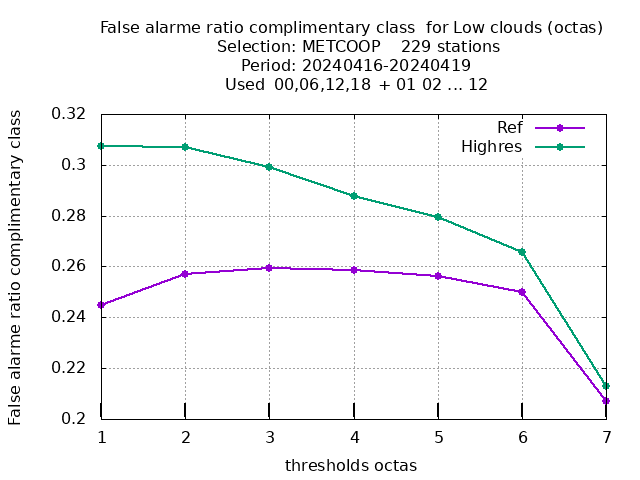 False alarme ratio complimentary class  for Low clouds (octas)
Selection: METCOOP    229 stations
Period: 20240416-20240419
Used  00,06,12,18 + 01 02 ... 12
False alarme ratio complimentary class
Ref
Highres
0.32
0.3
0.28
0.26
0.24
0.22
0.2
1 2 3 4 5 6 7
thresholds octas